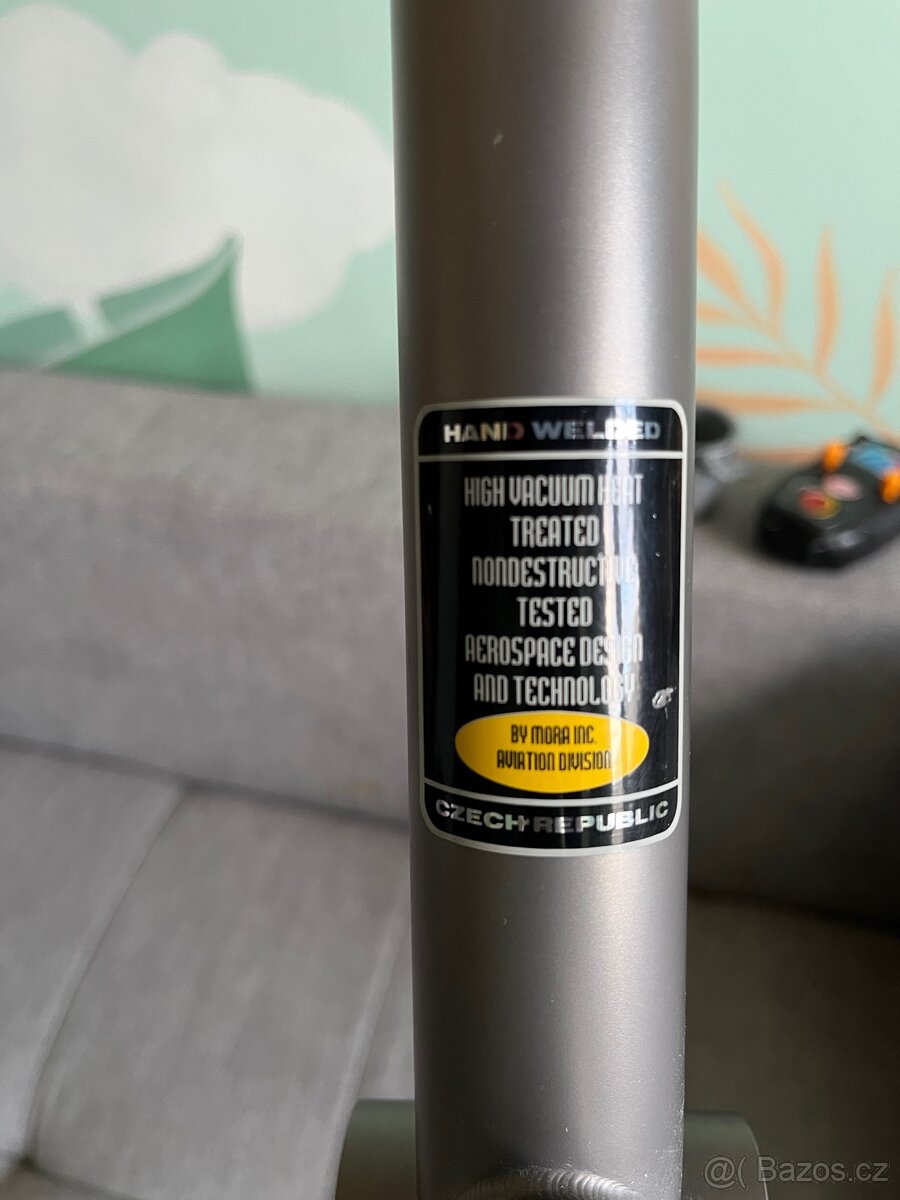 HAND WELDED
HIGH VACUUM HEAT
TREATED
NONDESTRUCTIVE
TESTED
AEROSPACE DESIGN
AND TECHNOLOGY
BY MORA INC.
AVIATION DIVISION
CZECH REPUBLIC
@( Bazos.cz